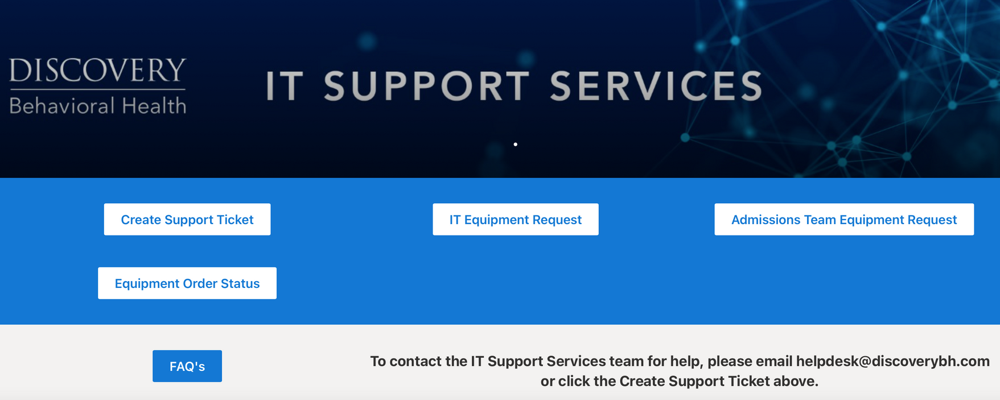 DISCOVERY
Behavioral Health
IT SUPPORT SERVICES
Create Support Ticket
IT Equipment Request
Admissions Team Equipment Request
Equipment Order Status
FAQ's
To contact the IT Support Services team for help, please email helpdesk@discoverybh.com
or click the Create Support Ticket above.